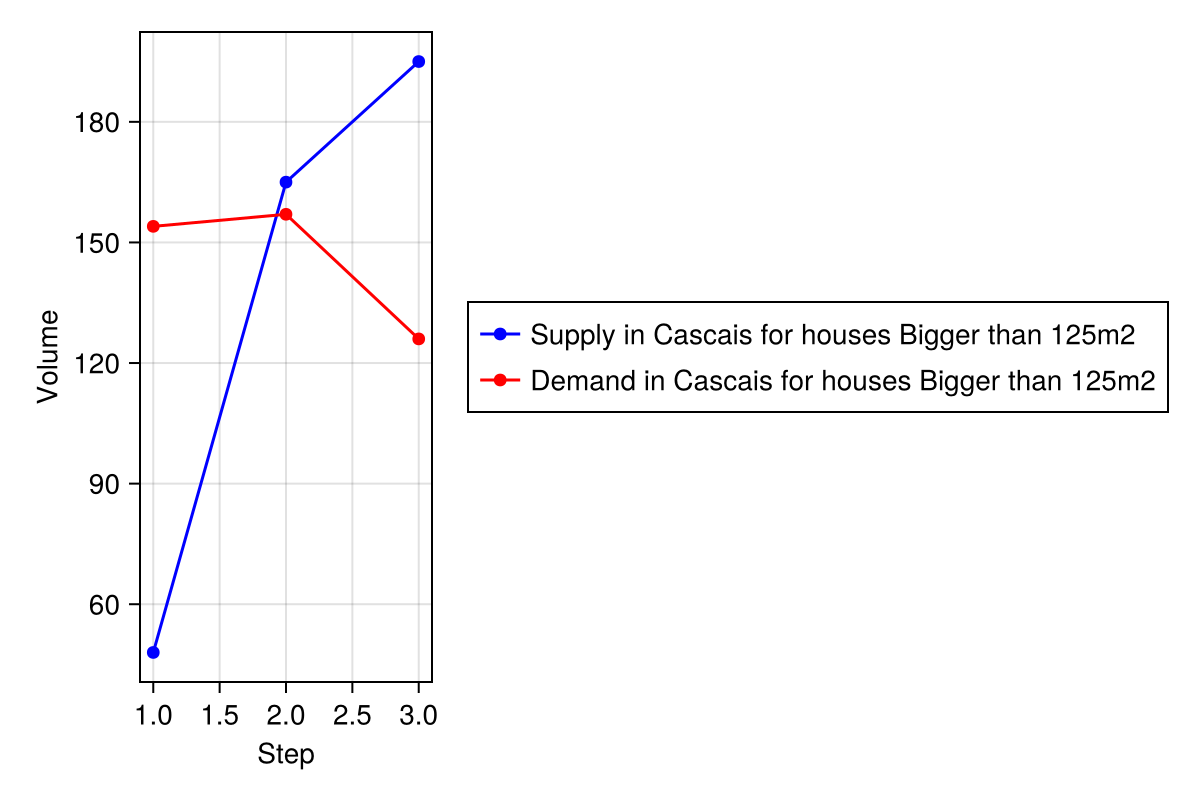 180
150
120
90
60
Volume
1.0 1.5 2.0 2.5 3.0
Step
Supply in Cascais for houses Bigger than 125m2
Demand in Cascais for houses Bigger than 125m2